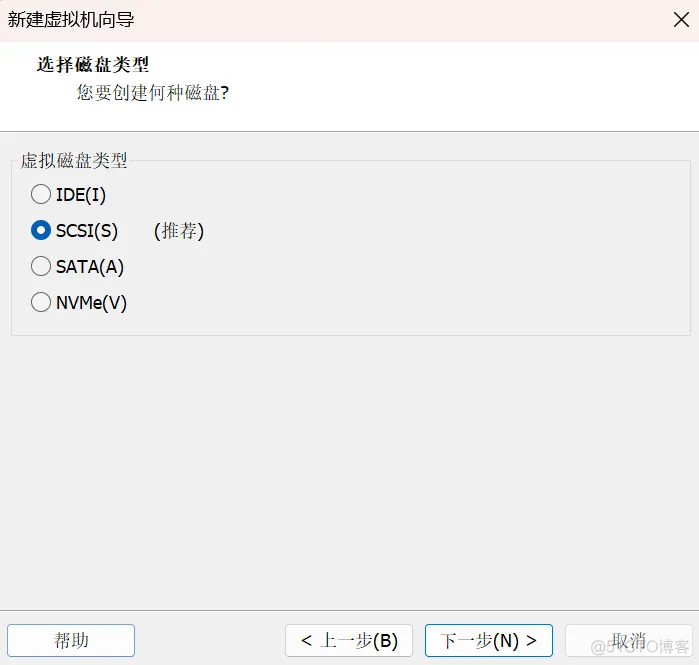 新建虚拟机向导
选择磁盘类型
您要创建何种磁盘?
虚拟磁盘类型
IDE(I)
SCSI(S) (推荐)
SATA(A)
NVMe(V)
帮助 < 上一步(B) 下一步(N) > 取消
@51CTO博客